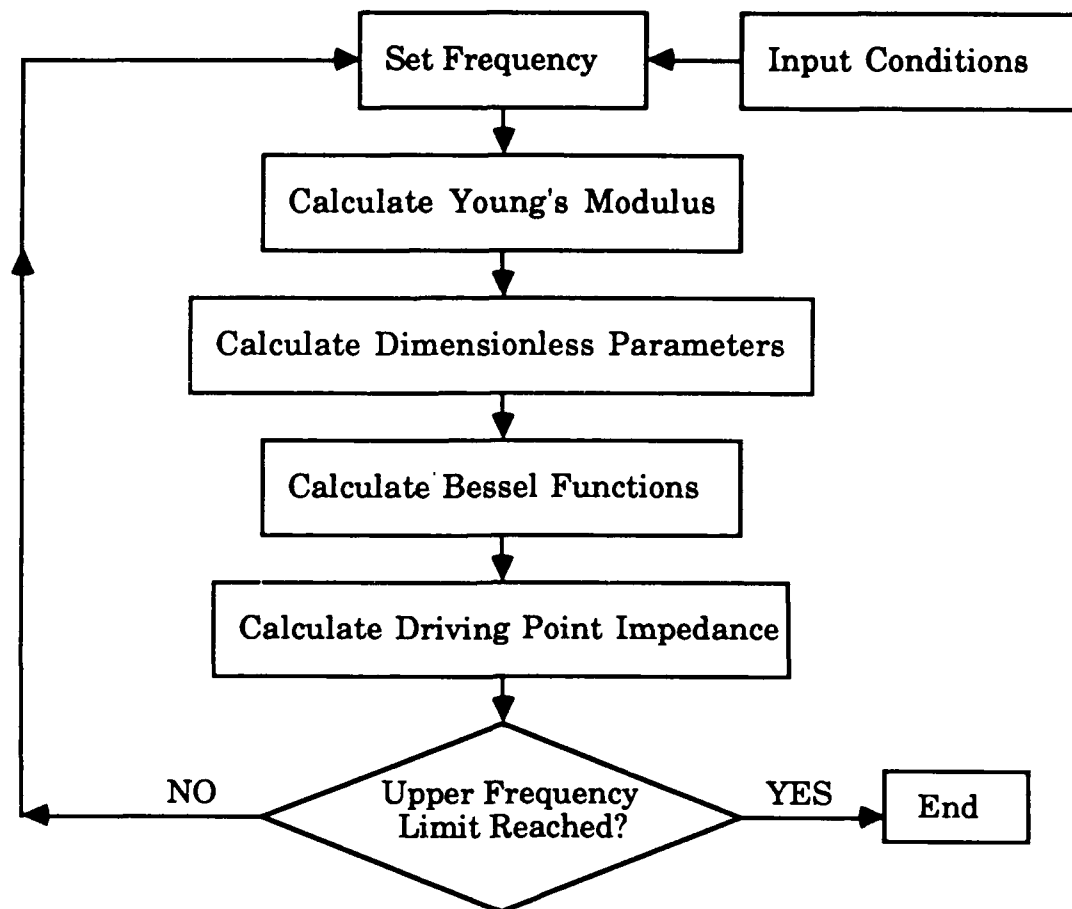 Set Frequency
Input Conditions
Calculate Young's Modulus
Calculate Dimensionless Parameters
Calculate Bessel Functions
Calculate Driving Point Impedance
NO
Upper Frequency
Limit Reached?
YES
End